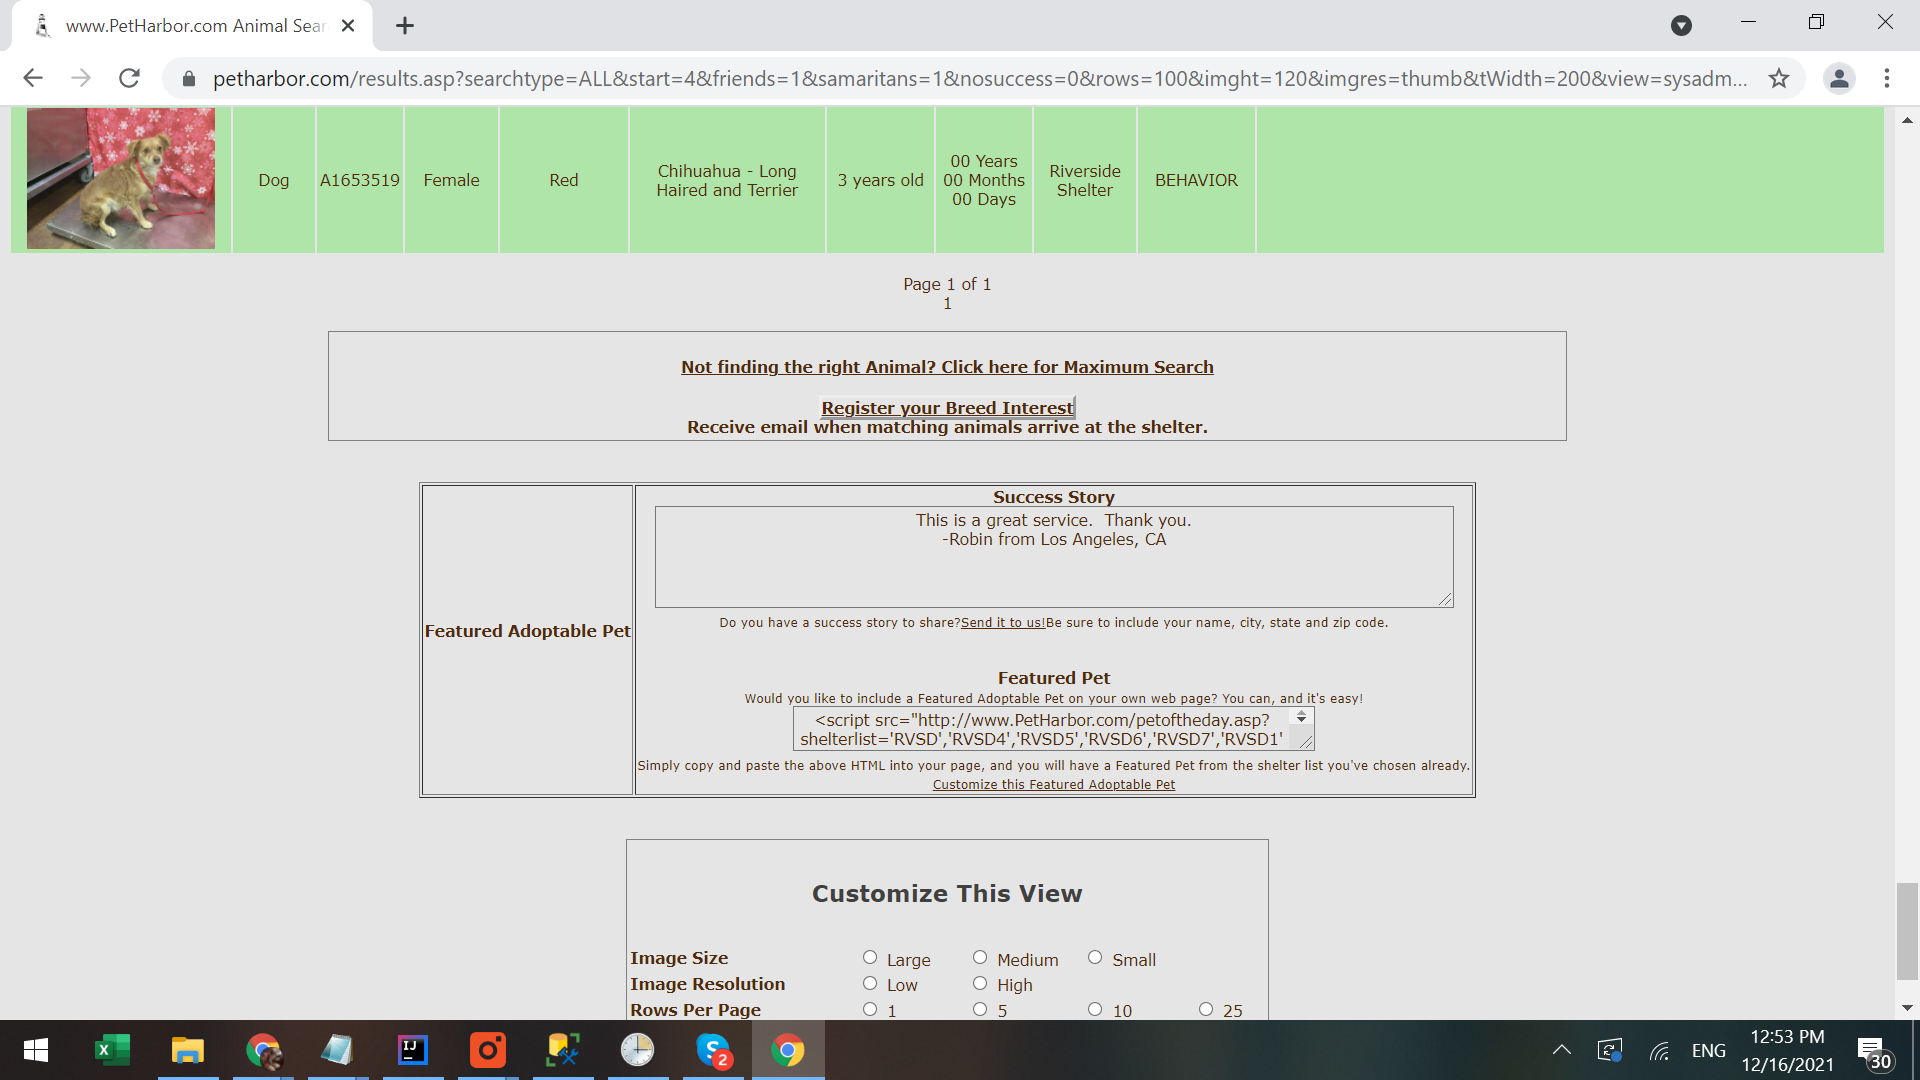 www.PetHarbor.com Animal Sear
petharbor.com/results.asp?searchtype=ALL&start=4&friends=1&samaritans=1&nosuccess=0&rows=100&imght=120&imgres=thumb&tWidth=200&view=sysadm...
Dog
A1653519
Female
Red
Chihuahua - Long
Haired and Terrier
3 years old
00 Years
00 Months
00 Days
Riverside
Shelter
BEHAVIOR
Page 1 of 1
1
Not finding the right Animal? Click here for Maximum Search
Register your Breed Interest
Receive email when matching animals arrive at the shelter.
Featured Adoptable Pet
Success Story
This is a great service. Thank you.
-Robin from Los Angeles, CA
Do you have a success story to share?Send it to us!Be sure to include your name, city, state and zip code.
Featured Pet
Would you like to include a Featured Adoptable Pet on your own web page? You can, and it's easy!
<script src="http://www.PetHarbor.com/petoftheday.asp?
shelterlist='RVSD','RVSD4','RVSD5','RVSD6','RVSD7','RVSD1'
Simply copy and paste the above HTML into your page, and you will have a Featured Pet from the shelter list you've chosen already.
Customize this Featured Adoptable Pet
Customize This View
Image Size Large Medium Small
Image Resolution Low High
Rows Per Page 1 5 10 25
X
IJ
S
2
ENG
12:53 PM
12/16/2021
30